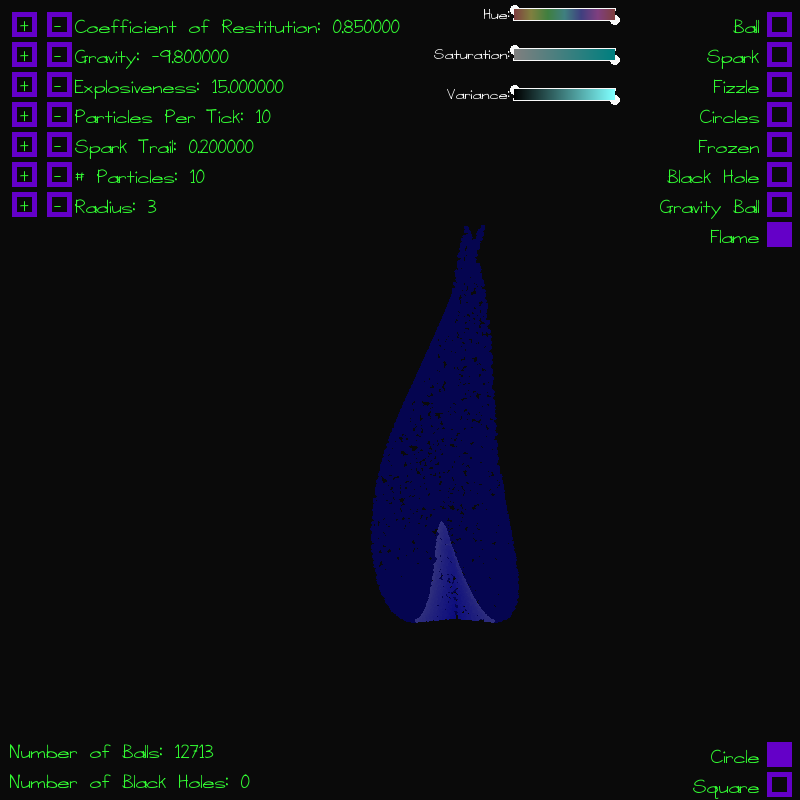 + - Coefficient of Restitution: 0.850000
+ - Gravity: -9.800000
+ - Explosiveness: 15.000000
+ - Particles Per Tick: 10
+ - Spark Trail: 0.200000
+ - # Particles: 10
+ - Radius: 3
Hue:
Saturation:
Variance:
Ball
Spark
Fizzle
Circles
Frozen
Black Hole
Gravity Ball
Flame
Number of Balls: 12713
Number of Black Holes: 0
Circle
Square